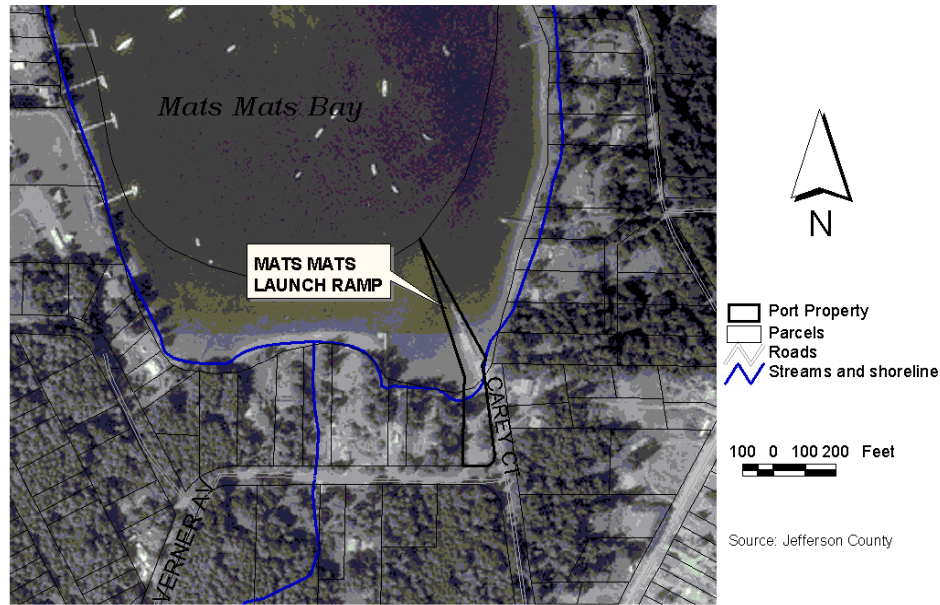 Mats Mats Bay
MATS MATS
LAUNCH RAMP
CAREY CT
VERNER AV
N
Port Property
Parcels
Roads
Streams and shoreline
100 0 100 200 Feet
Source: Jefferson County